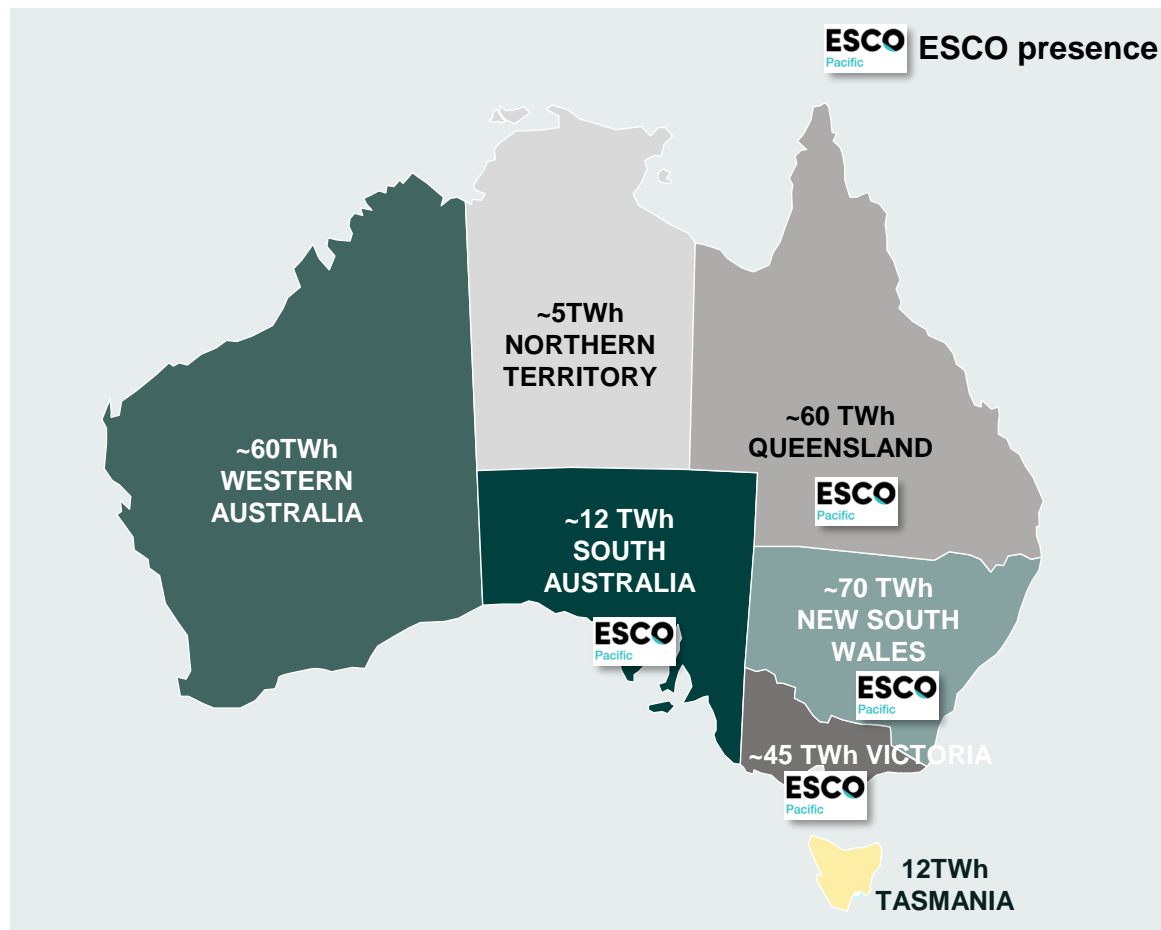 ESCO
Pacific
ESCO presence
~5TWh
NORTHERN
TERRITORY
~60 TWh
QUEENSLAND
ESCO
Pacific
~60TWh
WESTERN
AUSTRALIA
~12 TWh
SOUTH
AUSTRALIA
ESCO
Pacific
~70 TWh
NEW SOUTH
WALES
ESCO
Pacific
~45 TWh VICTORIA
ESCO
Pacific
12TWh
TASMANIA